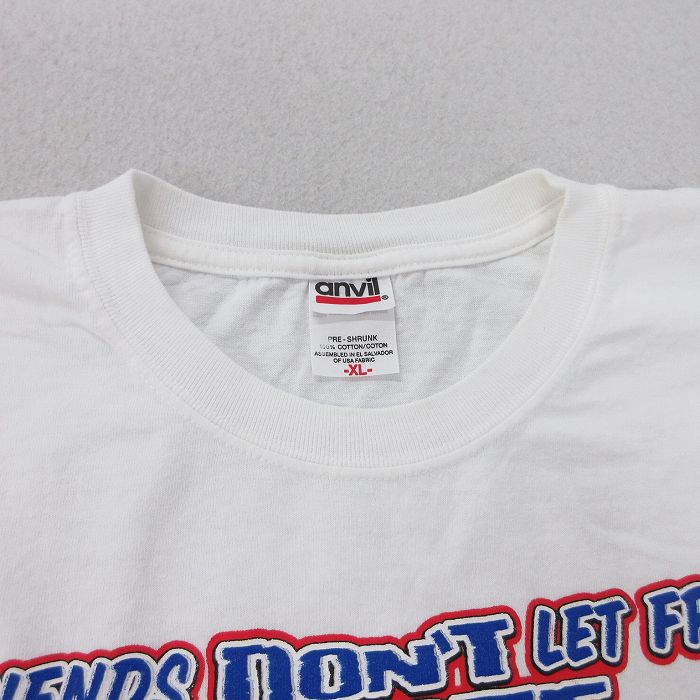 anvil®
PRE-SHRUNK
100% COTTON/COTON
ASSEMBLED IN EL SALVADOR
OF USA FABRIC
-XL-
DON'T LET